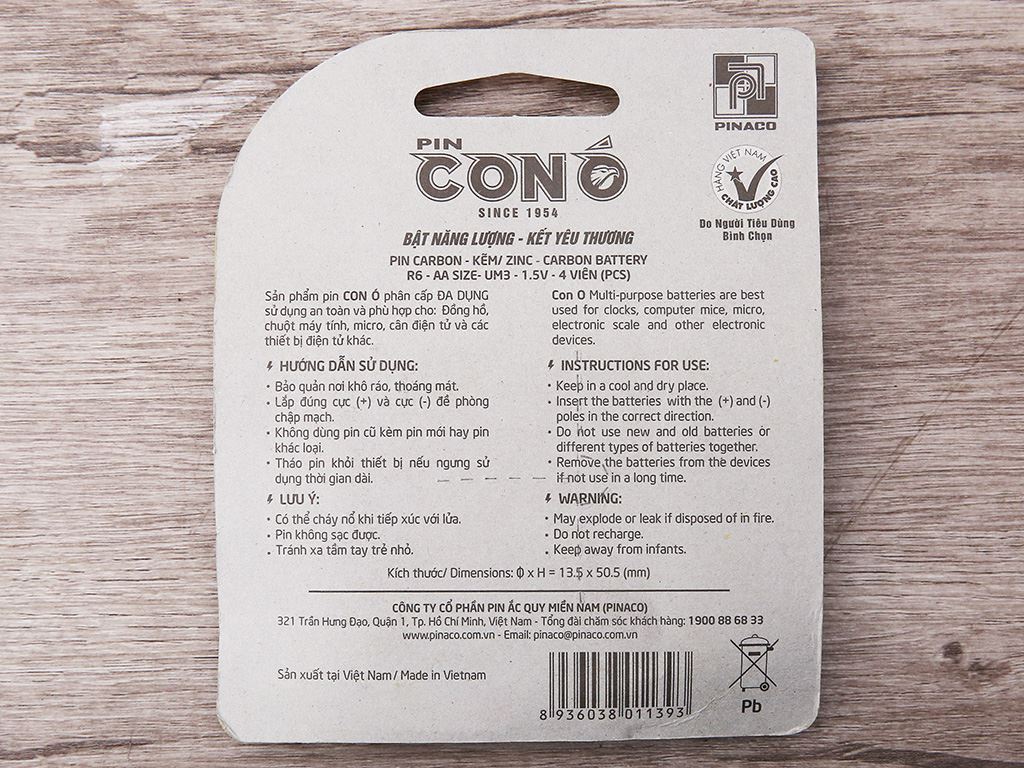 PINACO
PIN
CON Ó
SINCE 1954
HÀNG VIỆT NAM
CHẤT LƯỢNG CAO
Do Người Tiêu Dùng
Bình Chọn
BẬT NĂNG LƯỢNG - KẾT YÊU THƯƠNG
PIN CARBON - KẼM/ ZINC - CARBON BATTERY
R6 - AA SIZE- UM3 - 1.5V - 4 VIÊN (PCS)
Sản phẩm pin CON Ó phân cấp ĐA DỤNG
sử dụng an toàn và phù hợp cho: Đồng hồ,
chuột máy tính, micro, cân điện tử và các
thiết bị điện tử khác.
HƯỚNG DẪN SỬ DỤNG:
• Bảo quản nơi khô ráo, thoáng mát.
• Lắp đúng cực (+) và cực (-) đề phòng
chập mạch.
• Không dùng pin cũ kèm pin mới hay pin
khác loại.
• Tháo pin khỏi thiết bị nếu ngưng sử
dụng thời gian dài.
LƯU Ý:
• Có thể cháy nổ khi tiếp xúc với lửa.
• Pin không sạc được.
• Tránh xa tầm tay trẻ nhỏ.
Con O Multi-purpose batteries are best
used for clocks, computer mice, micro,
electronic scale and other electronic
devices.
INSTRUCTIONS FOR USE:
• Keep in a cool and dry place.
• Insert the batteries with the (+) and (-)
poles in the correct direction.
• Do not use new and old batteries or
different types of batteries together.
• Remove the batteries from the devices
if not use in a long time.
WARNING:
• May explode or leak if disposed of in fire.
• Do not recharge.
• Keep away from infants.
Kích thước/ Dimensions: Φ x H = 13.5 x 50.5 (mm)
CÔNG TY CỔ PHẦN PIN ẮC QUY MIỀN NAM (PINACO)
321 Trần Hưng Đạo, Quận 1, Tp. Hồ Chí Minh, Việt Nam - Tổng đài chăm sóc khách hàng: 1900 88 68 33
www.pinaco.com.vn - Email: pinaco@pinaco.com.vn
Sản xuất tại Việt Nam / Made in Vietnam
8 936038 011393
Pb